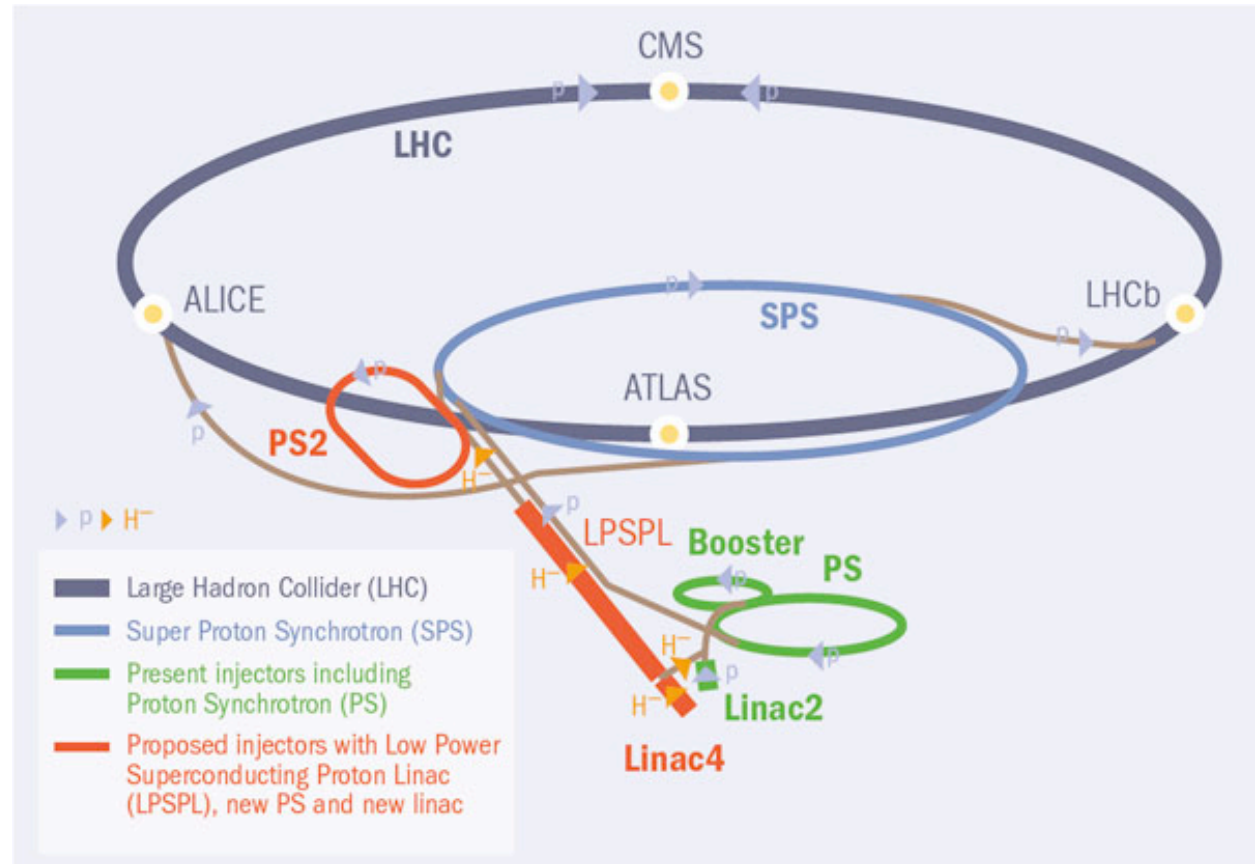 CMS
p
p
LHC
ALICE
p
SPS
LHCb
p
p
ATLAS
PS2
p
H⁻
p
LPSPL
p H⁻
Booster
PS
p
H⁻
H⁻
p
p
H⁻
Linac2
Linac4
Large Hadron Collider (LHC)
Super Proton Synchrotron (SPS)
Present injectors including
Proton Synchrotron (PS)
Proposed injectors with Low Power
Superconducting Proton Linac
(LPSPL), new PS and new linac